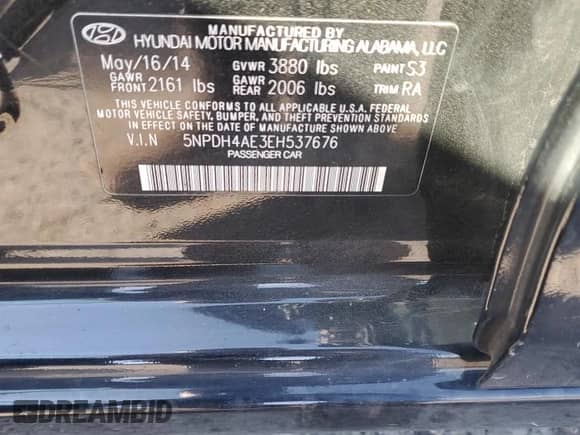 MANUFACTURED BY
HYUNDAI MOTOR MANUFACTURING ALABAMA, LLC
May/16/14 GVWR 3880 lbs PAINT S3
GAWR FRONT 2161 lbs GAWR REAR 2006 lbs TRIM RA
THIS VEHICLE CONFORMS TO ALL APPLICABLE U.S.A. FEDERAL
MOTOR VEHICLE SAFETY, BUMPER, AND THEFT PREVENTION
STANDARDS IN EFFECT ON THE DATE OF MANUFACTURE SHOWN ABOVE.
V.I.N 5NPDH4AE3EH537676
PASSENGER CAR
DREAMBID